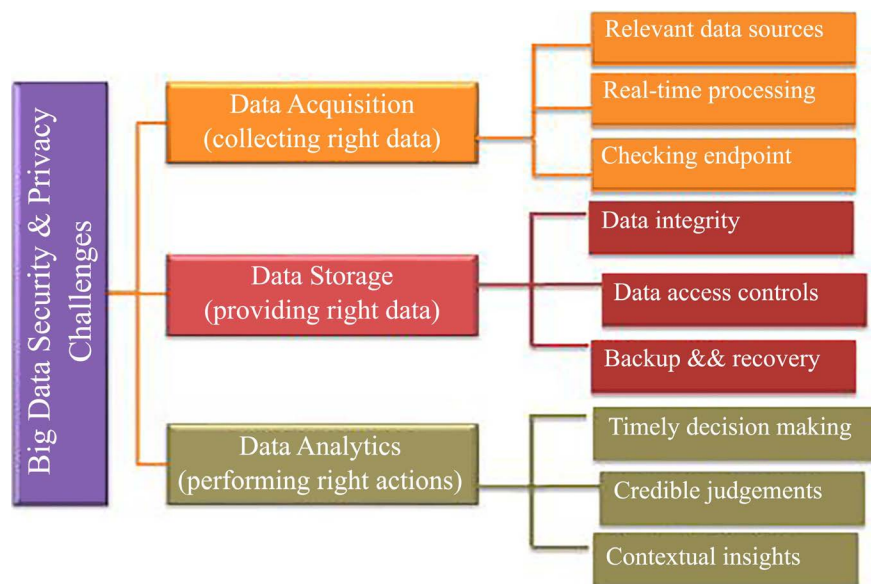 Big Data Security & Privacy
Challenges
Data Acquisition
(collecting right data)
Relevant data sources
Real-time processing
Checking endpoint
Data Storage
(providing right data)
Data integrity
Data access controls
Backup && recovery
Data Analytics
(performing right actions)
Timely decision making
Credible judgements
Contextual insights